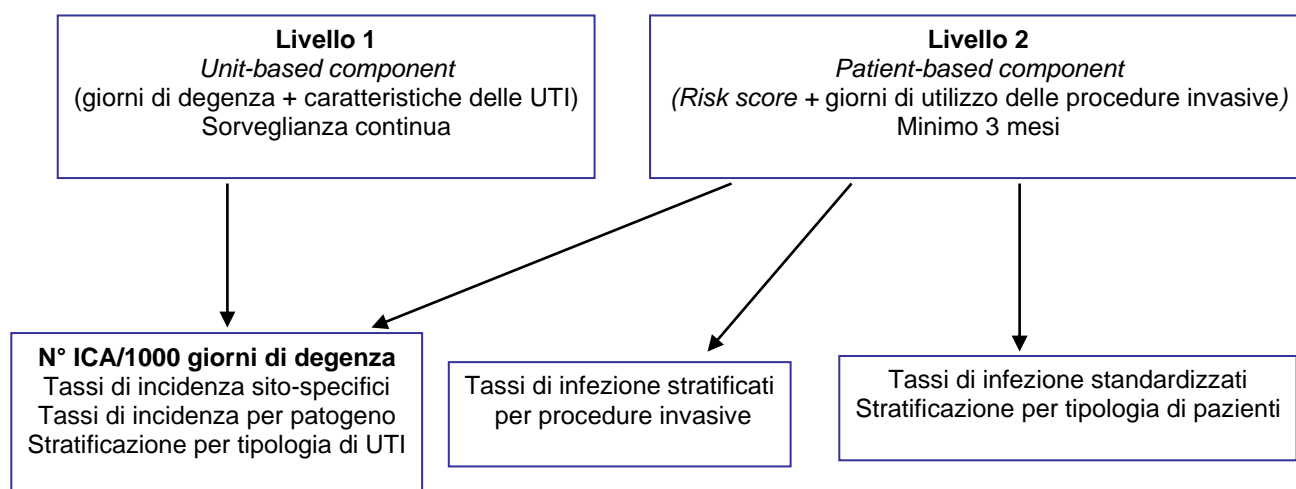 Livello 1
Unit-based component
(giorni di degenza + caratteristiche delle UTI)
Sorveglianza continua
Livello 2
Patient-based component
(Risk score + giorni di utilizzo delle procedure invasive)
Minimo 3 mesi
N° ICA/1000 giorni di degenza
Tassi di incidenza sito-specifici
Tassi di incidenza per patogeno
Stratificazione per tipologia di UTI
Tassi di infezione stratificati
per procedure invasive
Tassi di infezione standardizzati
Stratificazione per tipologia di pazienti